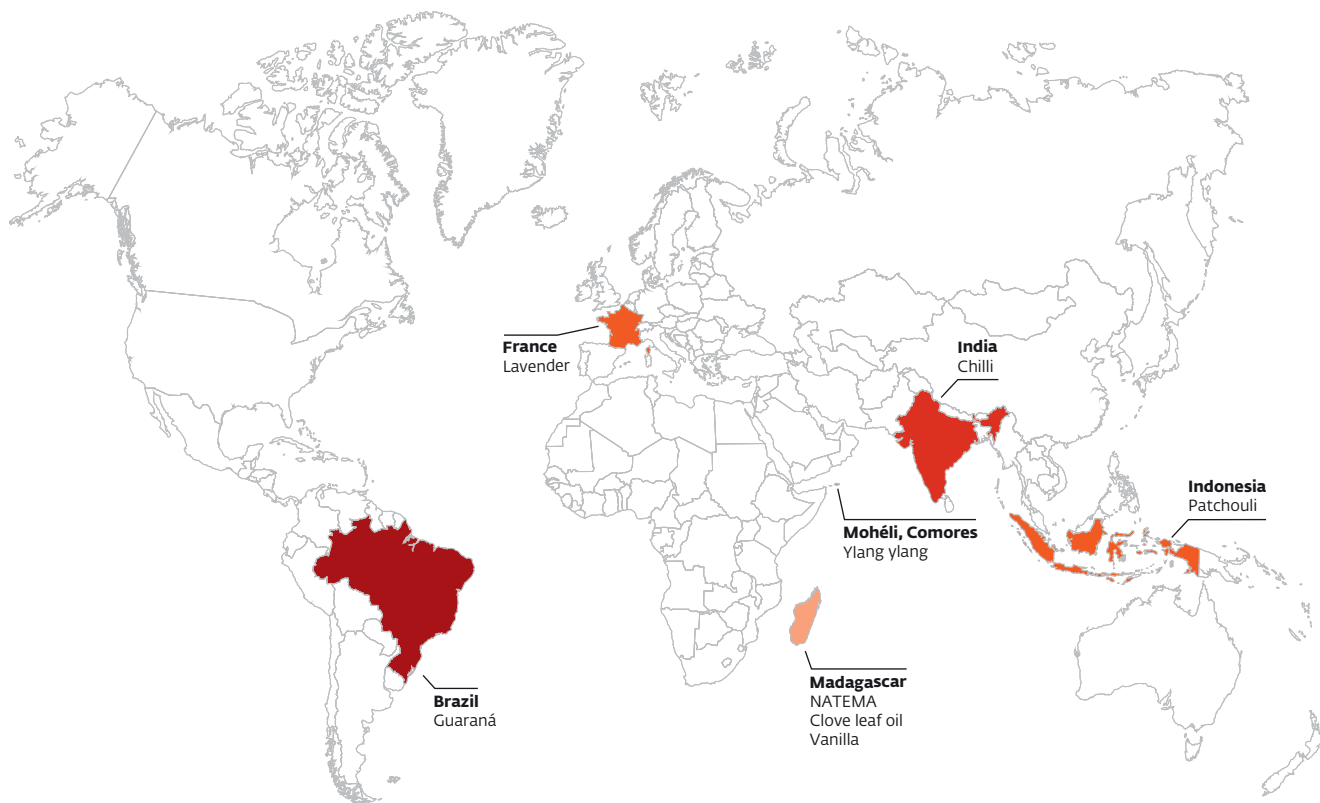 France
Lavender
India
Chilli
Indonesia
Patchouli
Mohéli, Comores
Ylang ylang
Madagascar
NATEMA
Clove leaf oil
Vanilla
Brazil
Guaraná